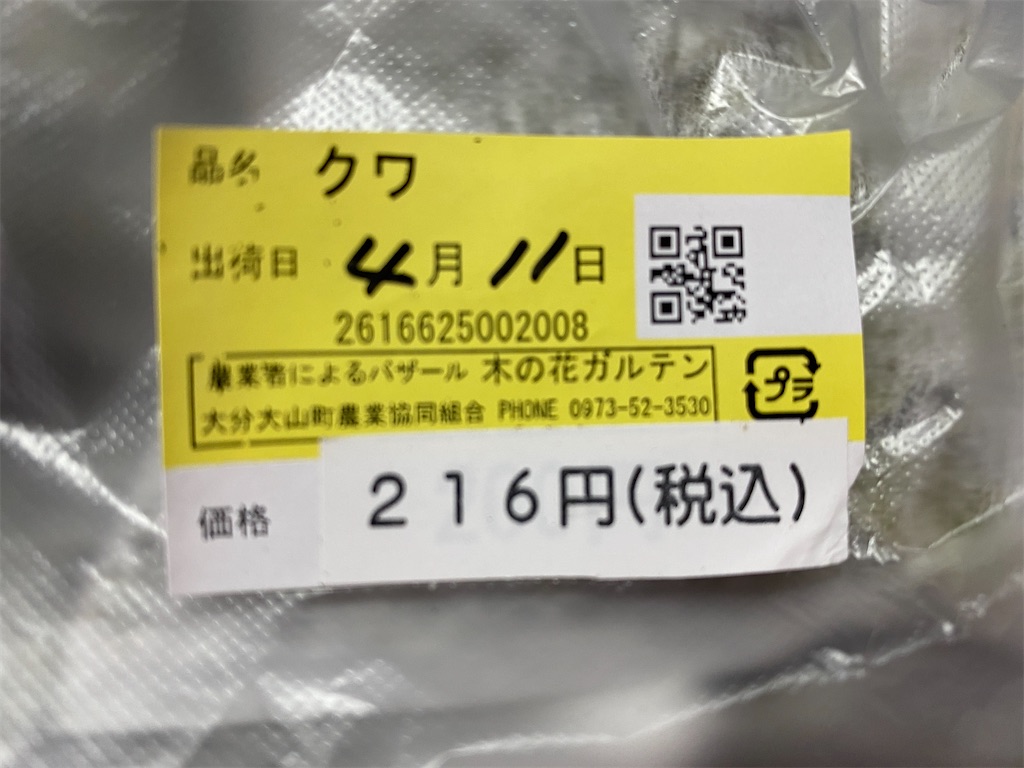 品名 クワ
出荷日 4月11日
2616625002008
農業者によるバザール 木の花ガルテン
大分大山町農業協同組合 PHONE 0973-52-3530
プラ
価格 216円(税込)